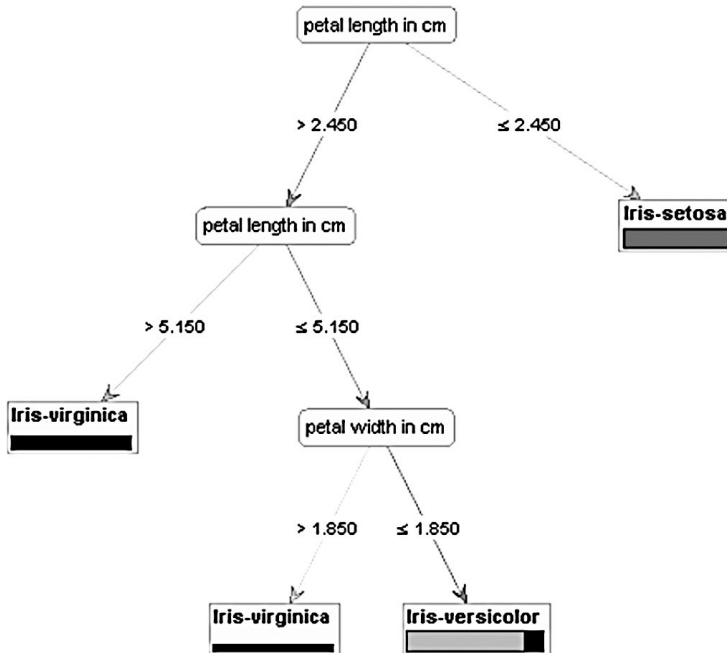 petal length in cm
> 2.450
≤ 2.450
petal length in cm
Iris-setosa
> 5.150
≤ 5.150
Iris-virginica
petal width in cm
> 1.850
≤ 1.850
Iris-virginica
Iris-versicolor